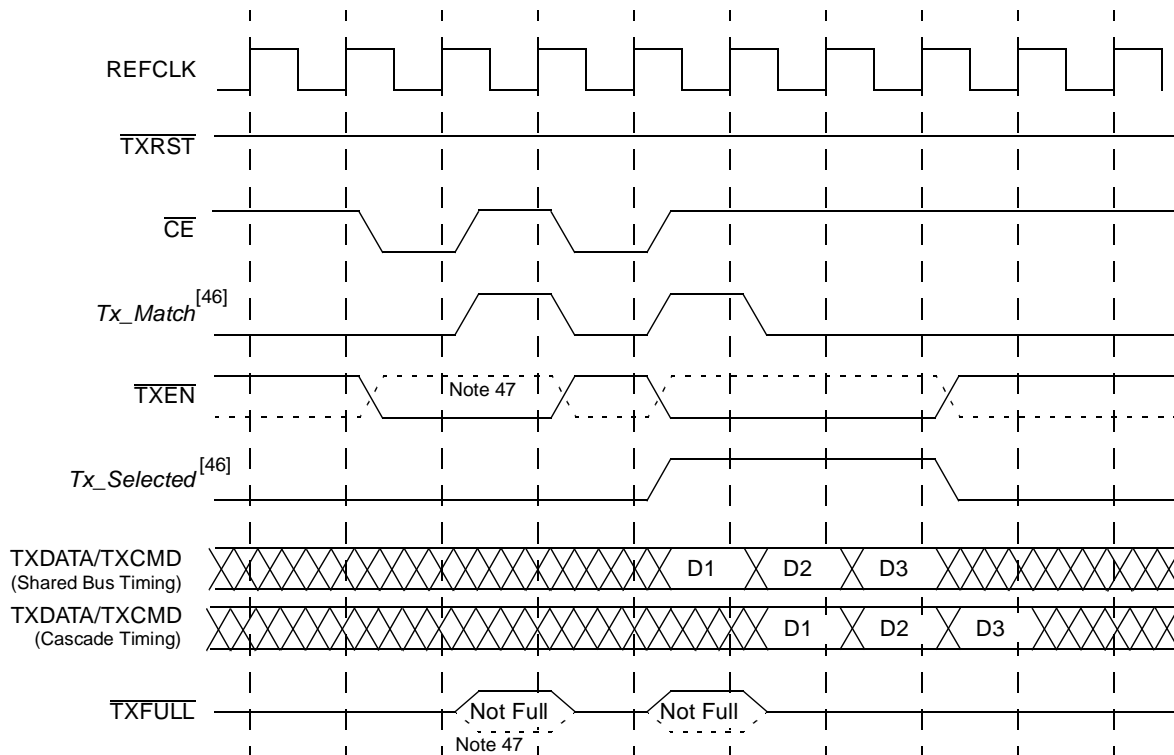 REFCLK
TXRST
CE
Tx_Match[46]
TXEN
Note 47
Tx_Selected[46]
TXDATA/TXCMD
(Shared Bus Timing)
D1 D2 D3
TXDATA/TXCMD
(Cascade Timing)
D1 D2 D3
TXFULL
Not Full Not Full
Note 47